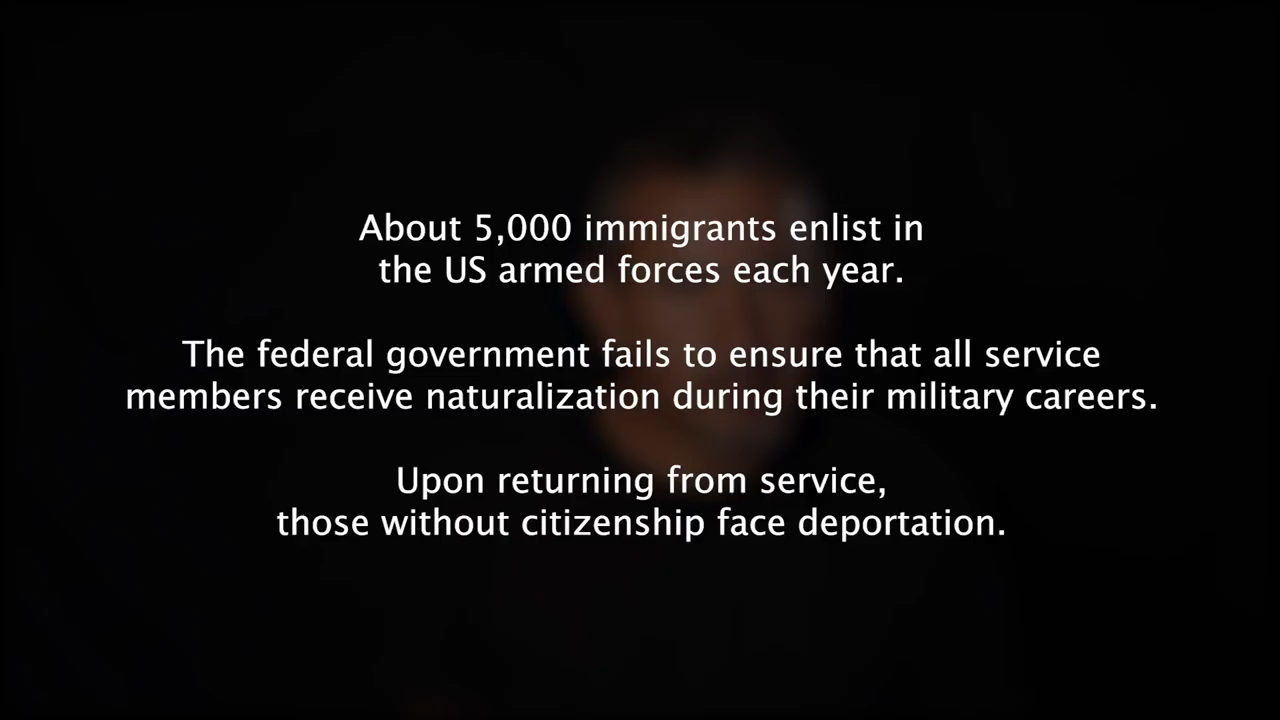 About 5,000 immigrants enlist in
the US armed forces each year.
The federal government fails to ensure that all service
members receive naturalization during their military careers.
Upon returning from service,
those without citizenship face deportation.